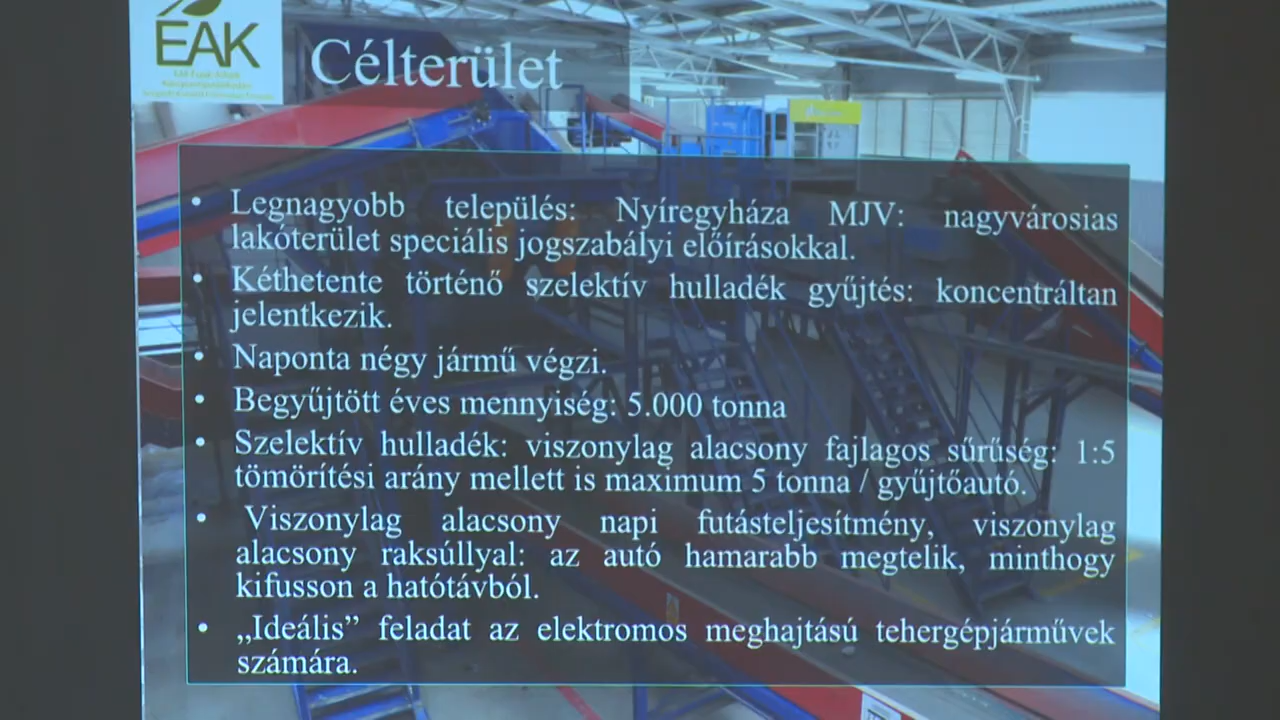 EAK
Célterület
• Legnagyobb település: Nyíregyháza MJV: nagyvárosias
lakóterület speciális jogszabályi előírásokkal.
• Kéthetente történő szelektív hulladék gyűjtés: koncentráltan
jelentkezik.
• Naponta négy jármű végzi.
• Begyűjtött éves mennyiség: 5.000 tonna
• Szelektív hulladék: viszonylag alacsony fajlagos sűrűség: 1:5
tömörítési arány mellett is maximum 5 tonna / gyűjtőautó.
• Viszonylag alacsony napi futásteljesítmény, viszonylag
alacsony raksúllyal: az autó hamarabb megtelik, minthogy
kifusson a hatótávból.
• „Ideális” feladat az elektromos meghajtású tehergépjárművek
számára.